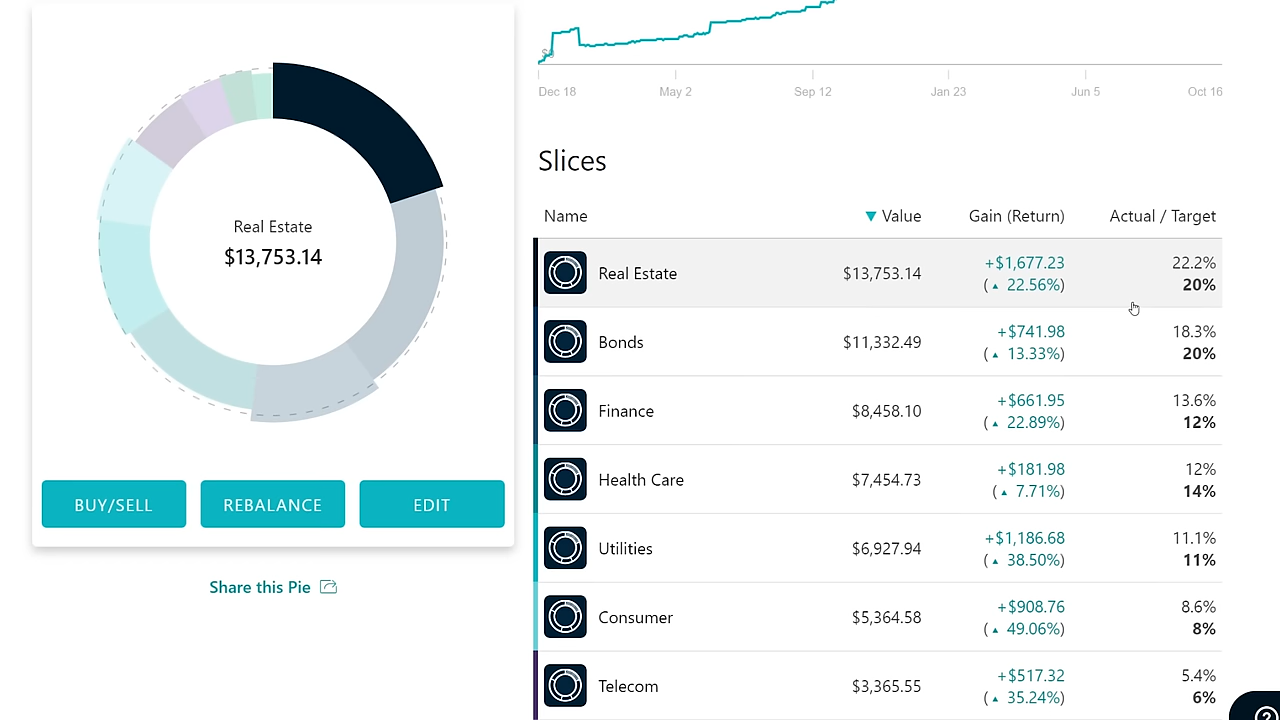 Real Estate
$13,753.14
BUY/SELL
REBALANCE
EDIT
Share this Pie
$0
Dec 18
May 2
Sep 12
Jan 23
Jun 5
Oct 16
Slices
Name ▼ Value Gain (Return) Actual / Target
Real Estate $13,753.14 +$1,677.23 22.2%
(▲ 22.56%) 20%
Bonds $11,332.49 +$741.98 18.3%
(▲ 13.33%) 20%
Finance $8,458.10 +$661.95 13.6%
(▲ 22.89%) 12%
Health Care $7,454.73 +$181.98 12%
(▲ 7.71%) 14%
Utilities $6,927.94 +$1,186.68 11.1%
(▲ 38.50%) 11%
Consumer $5,364.58 +$908.76 8.6%
(▲ 49.06%) 8%
Telecom $3,365.55 +$517.32 5.4%
(▲ 35.24%) 6%